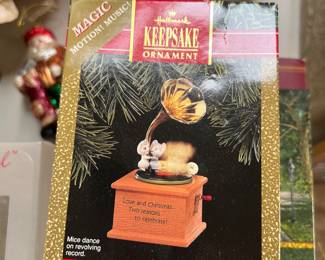 MAGIC
MOTION! MUSIC!
Hallmark
KEEPSAKE
ORNAMENT
Love and Christmas...
Two reasons
to celebrate!
Mice dance
on revolving
record.